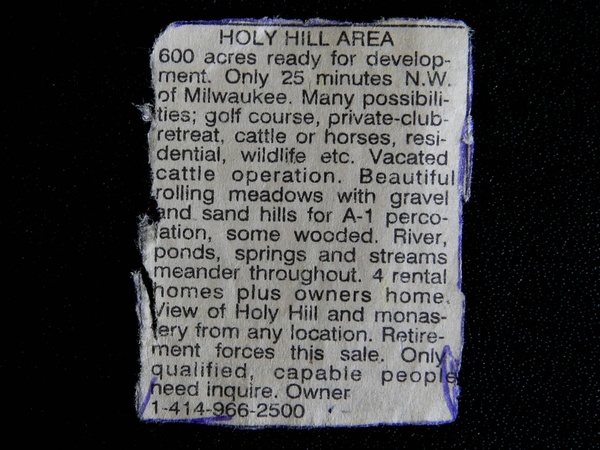 HOLY HILL AREA
600 acres ready for develop-
ment. Only 25 minutes N.W.
of Milwaukee. Many possibili-
ties; golf course, private-club-
retreat, cattle or horses, resi-
dential, wildlife etc. Vacated
cattle operation. Beautiful
rolling meadows with gravel
and sand hills for A-1 perco-
lation, some wooded. River,
ponds, springs and streams
meander throughout. 4 rental
homes plus owners home.
View of Holy Hill and monas-
tery from any location. Retire-
ment forces this sale. Only
qualified, capable people
need inquire. Owner
1-414-966-2500